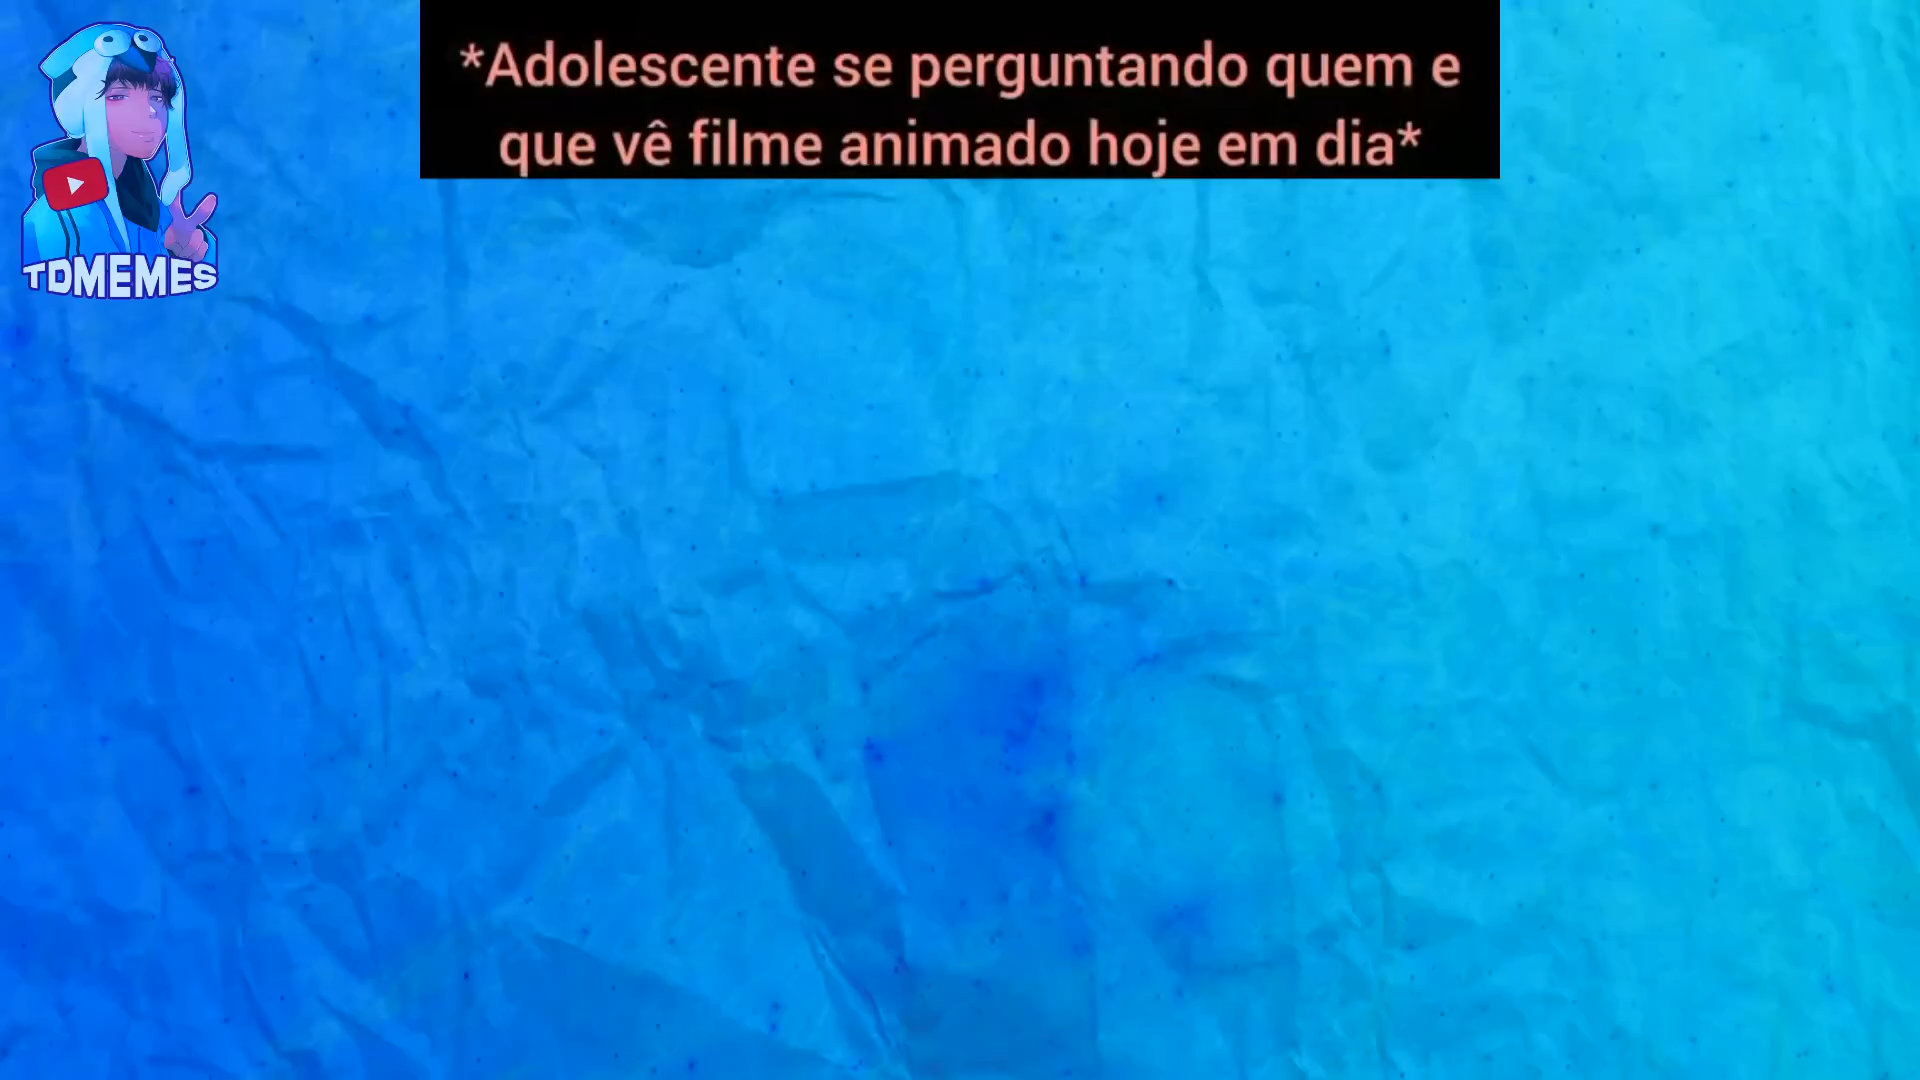 *Adolescente se perguntando quem e
que vê filme animado hoje em dia*
TDMEMES